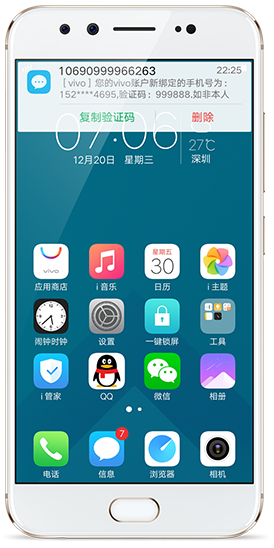 10690999966263 22:25
[vivo] 您的vivo账户新绑定的手机号为:
152****4695,验证码：999888,如非本人
复制验证码 删除
07:06
27℃
12月20日 星期三 深圳
vivo 星期五 30
应用商店 i 音乐 日历 i 主题
闹钟时钟 设置 一键锁屏 工具
i 管家 QQ 微信 相册
7
电话 信息 浏览器 相机